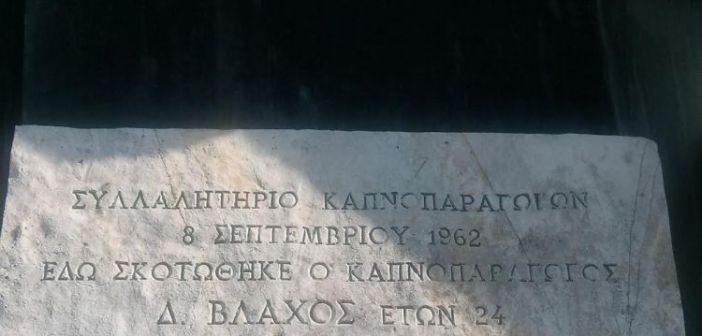 ΣΥΛΛΑΛΗΤΗΡΙΟ ΚΑΠΝΟΠΑΡΑΓΩΓΩΝ
8 ΣΕΠΤΕΜΒΡΙΟΥ 1962
ΕΔΩ ΣΚΟΤΩΘΗΚΕ Ο ΚΑΠΝΟΠΑΡΑΓΩΓΟΣ
Δ. ΒΛΑΧΟΣ ΕΤΩΝ 24